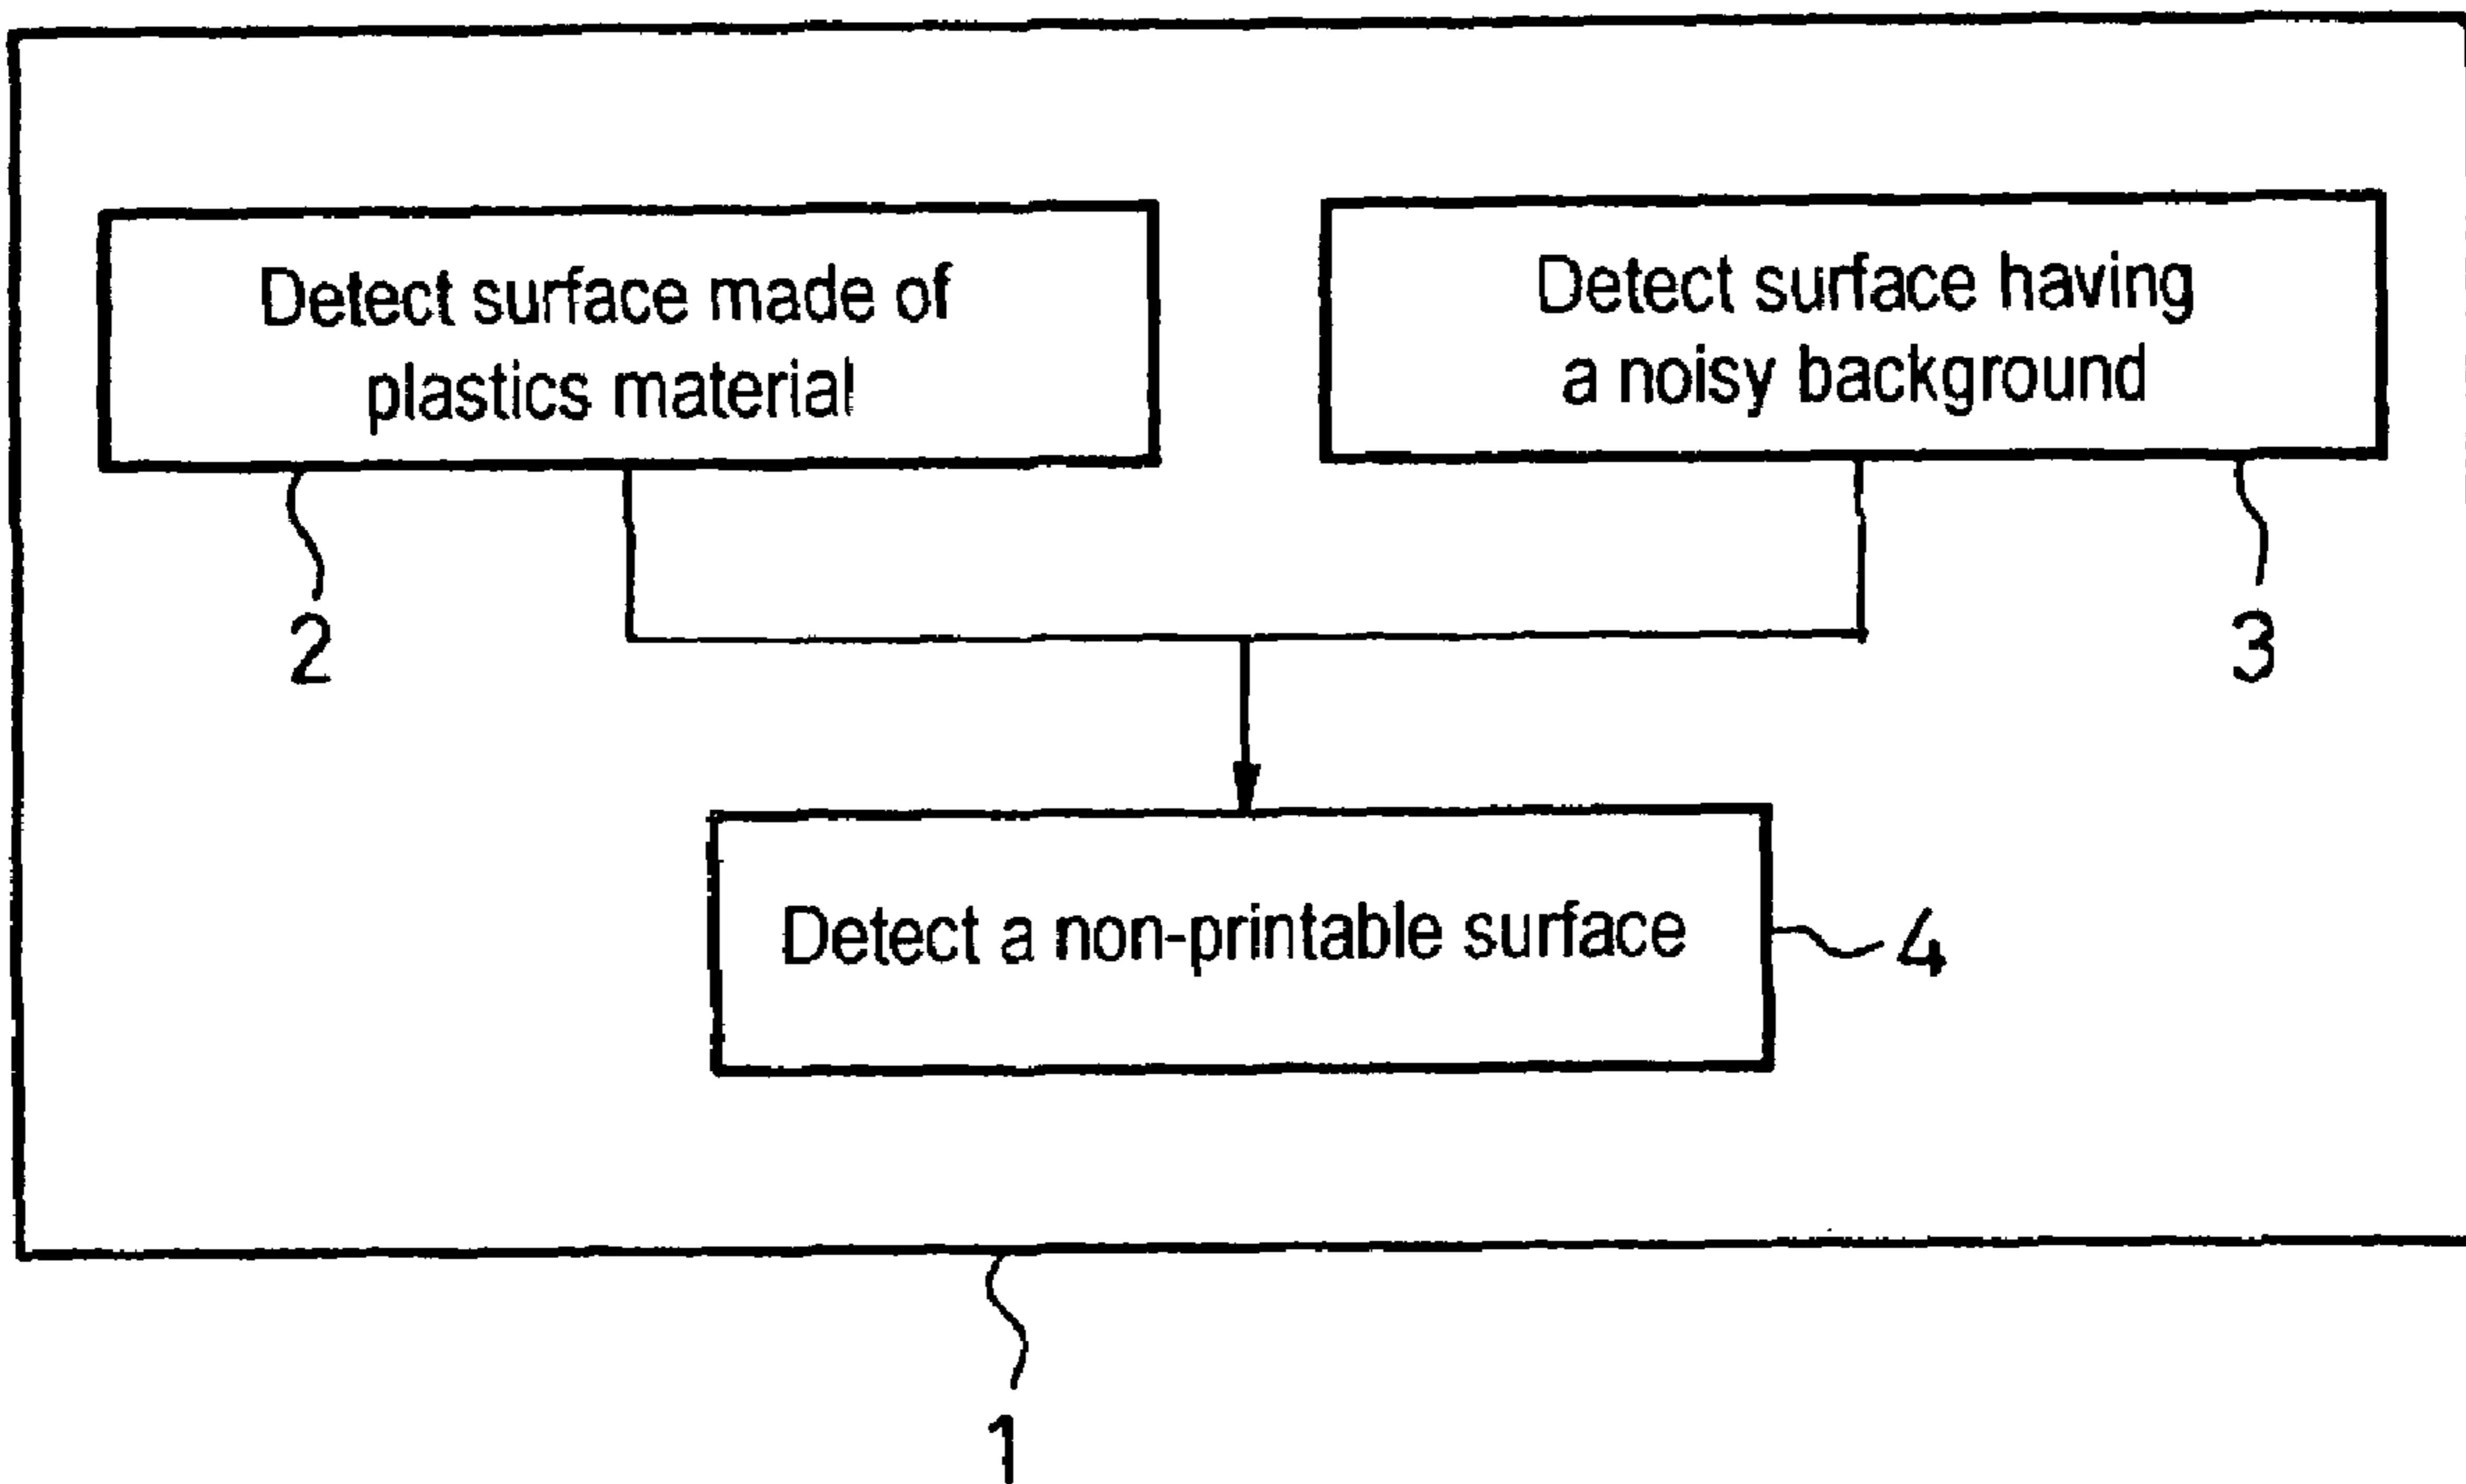 Detect surface made of
plastics material
Detect surface having
a noisy background
2
3
Detect a non-printable surface
4
1